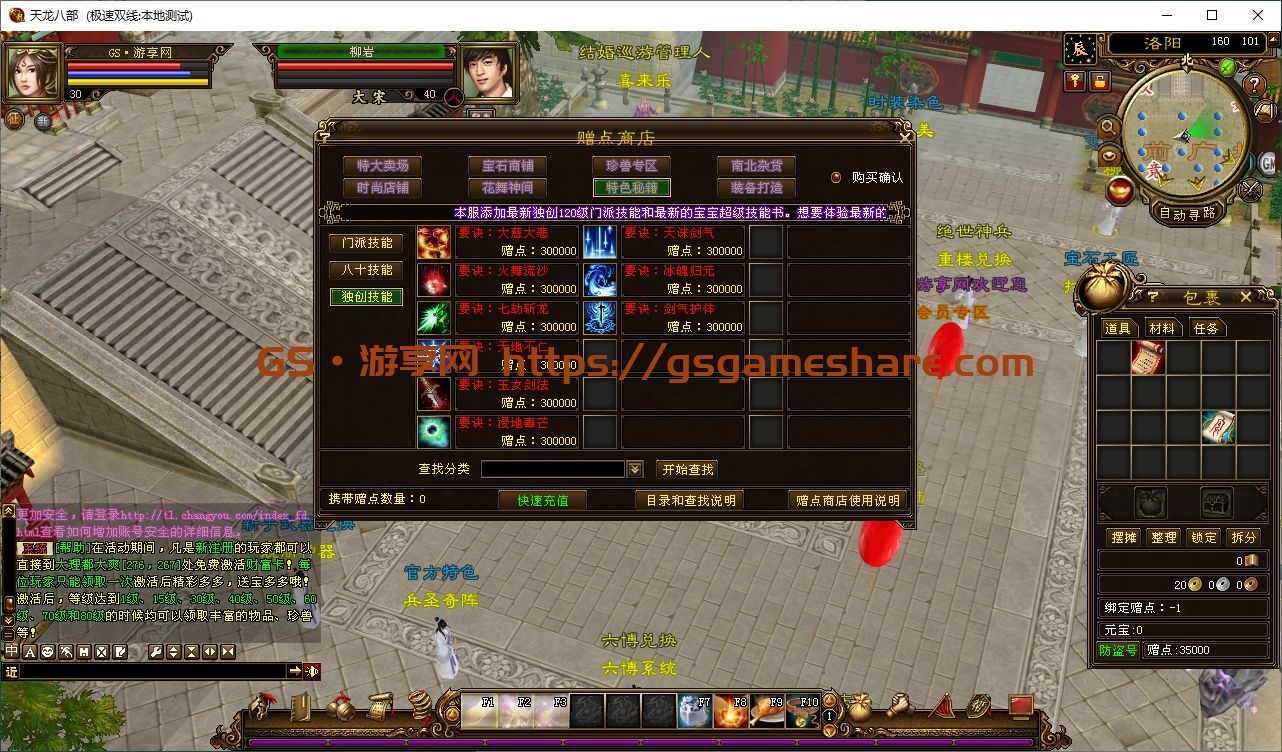 天龙八部 (极速双线:本地测试)
GS·游享网
30
柳岩
大宋
40
结婚巡游管理人
喜来乐
时装染色
洛阳 160 101
北
辰
自动寻路
绝世神兵
重楼兑换
宝石工匠
游享网欢迎您
会员专区
赠点商店
特大卖场 宝石商铺 珍兽专区 南北杂货
时尚店铺 花舞神间 特色秘籍 装备打造
购买确认
本服添加最新独创120级门派技能和最新的宝宝超级技能书。想要体验最新的
门派技能
八十技能
独创技能
要诀：大慈大悲 要诀：天诛剑气
赠点：300000 赠点：300000
要诀：火舞流沙 要诀：冰魄归元
赠点：300000 赠点：300000
要诀：七劫斩龙 要诀：剑气护体
赠点：300000 赠点：300000
要诀：天地不仁
赠点：300000
要诀：玉女剑法
赠点：300000
要诀：浸地毒芒
赠点：300000
GS·游享网 https://gsgameshare.com
查找分类 开始查找
携带赠点数量：0 快速充值 目录和查找说明 赠点商店使用说明
包裹
道具 材料 任务
摆摊 整理 锁定 拆分
0
20 0 0
绑定赠点：-1
元宝:0
防盗号 赠点:35000
更加安全，请登录http://tl.changyou.com/index_fd.
html查看如何增加账号安全的详细信息。
系统 [帮助]在活动期间，凡是新注册的玩家都可以
直接到大理都大爽[276，267]处免费激活财富卡！每
位玩家只能领取一次激活后精彩多多，送宝多多哦！
激活后，等级达到1级、15级、30级、40级、50级、60
级、70级和80级的时候均可以领取丰富的物品、珍兽
等！
近
官方特色
兵圣奇阵
六博兑换
六博系统
F1 F2 F3 F7 F8 F9 F10
1